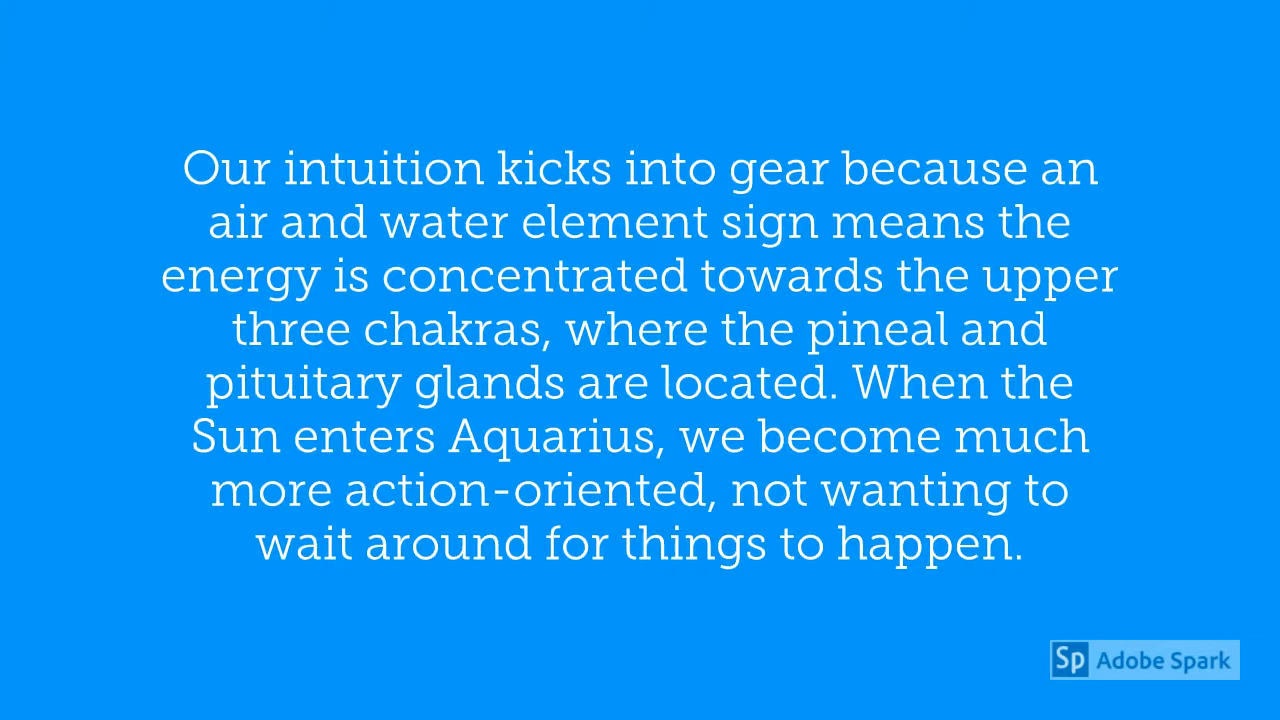 Our intuition kicks into gear because an
air and water element sign means the
energy is concentrated towards the upper
three chakras, where the pineal and
pituitary glands are located. When the
Sun enters Aquarius, we become much
more action-oriented, not wanting to
wait around for things to happen.
Sp Adobe Spark